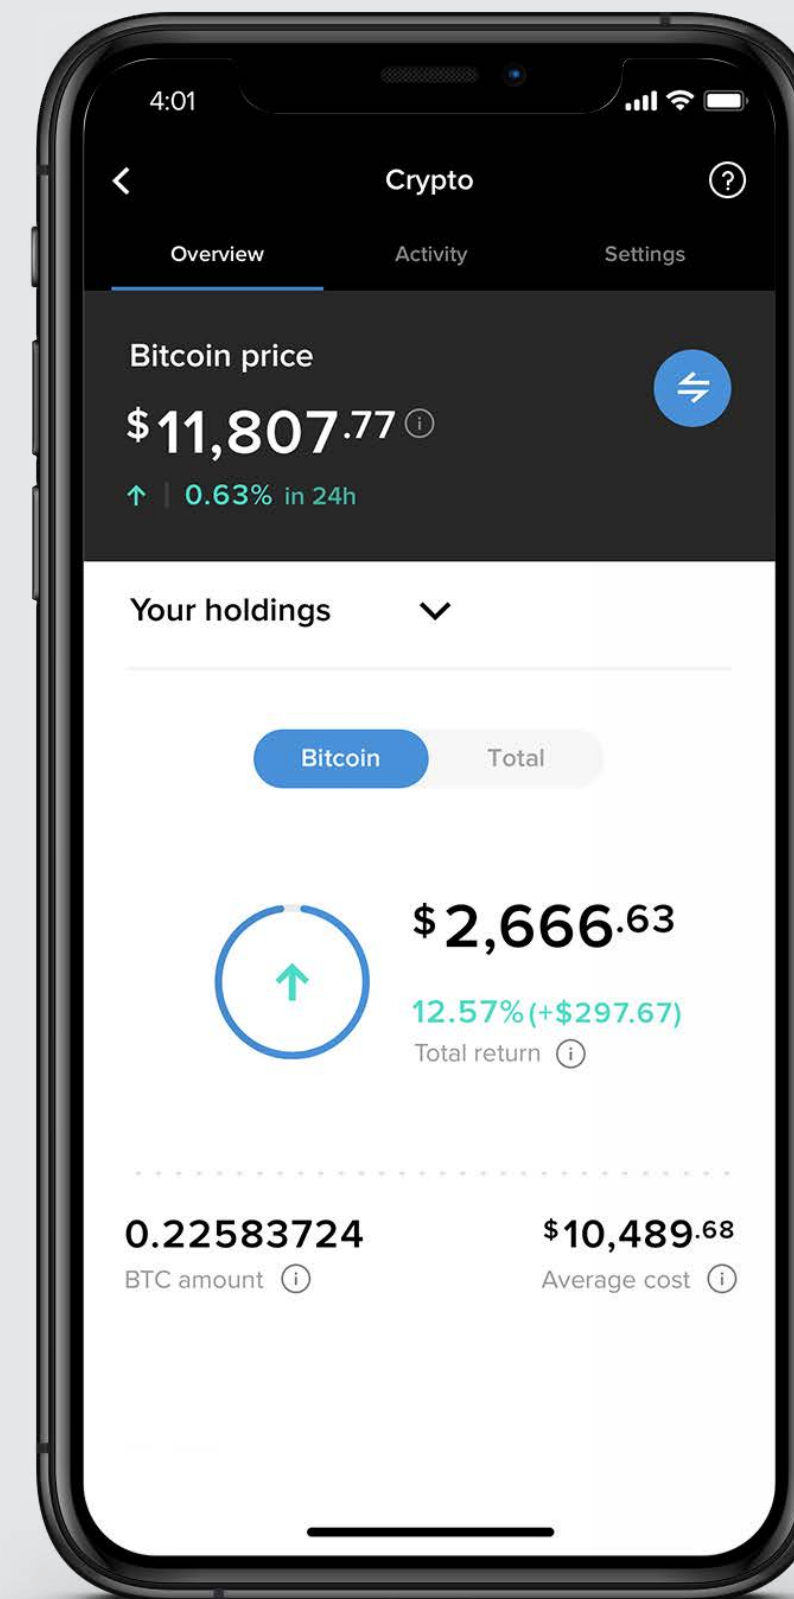 4:01
Crypto
Overview Activity Settings
Bitcoin price
$11,807.77
↑ | 0.63% in 24h
Your holdings
Bitcoin Total
$2,666.63
12.57%(+$297.67)
Total return
0.22583724 $10,489.68
BTC amount Average cost